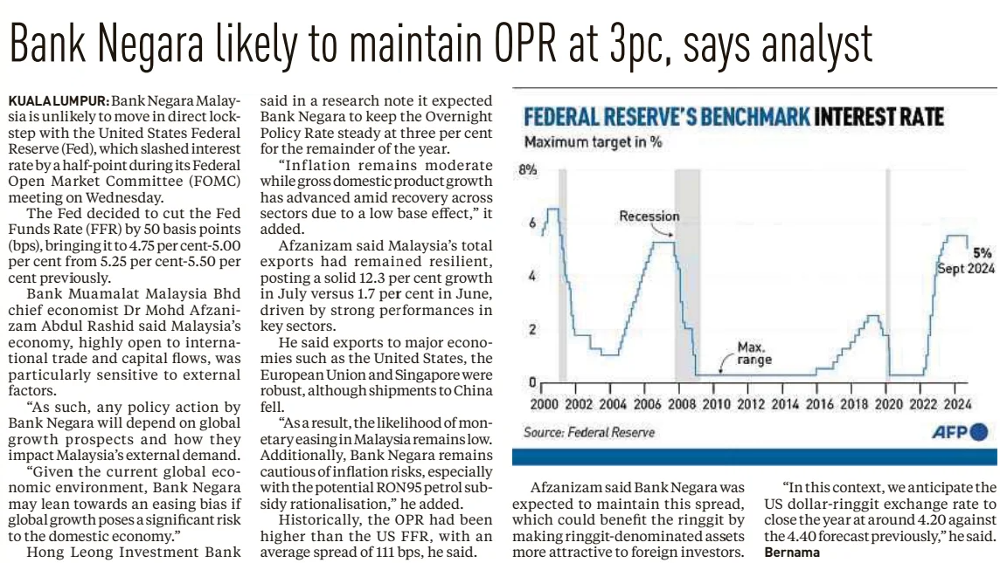 Bank Negara likely to maintain OPR at 3pc, says analyst
KUALA LUMPUR: Bank Negara Malay-
sia is unlikely to move in direct lock-
step with the United States Federal
Reserve (Fed), which slashed interest
rate by a half-point during its Federal
Open Market Committee (FOMC)
meeting on Wednesday.
The Fed decided to cut the Fed
Funds Rate (FFR) by 50 basis points
(bps), bringing it to 4.75 per cent-5.00
per cent from 5.25 per cent-5.50 per
cent previously.
Bank Muamalat Malaysia Bhd
chief economist Dr Mohd Afzani-
zam Abdul Rashid said Malaysia's
economy, highly open to interna-
tional trade and capital flows, was
particularly sensitive to external
factors.
"As such, any policy action by
Bank Negara will depend on global
growth prospects and how they
impact Malaysia's external demand.
"Given the current global eco-
nomic environment, Bank Negara
may lean towards an easing bias if
global growth poses a significant risk
to the domestic economy."
Hong Leong Investment Bank
said in a research note it expected
Bank Negara to keep the Overnight
Policy Rate steady at three per cent
for the remainder of the year.
"Inflation remains moderate
while gross domestic product growth
has advanced amid recovery across
sectors due to a low base effect," it
added.
Afzanizam said Malaysia's total
exports had remained resilient,
posting a solid 12.3 per cent growth
in July versus 1.7 per cent in June,
driven by strong performances in
key sectors.
He said exports to major econo-
mies such as the United States, the
European Union and Singapore were
robust, although shipments to China
fell.
"As a result, the likelihood of mon-
etary easing in Malaysia remains low.
Additionally, Bank Negara remains
cautious of inflation risks, especially
with the potential RON95 petrol sub-
sidy rationalisation," he added.
Historically, the OPR had been
higher than the US FFR, with an
average spread of 111 bps, he said.
FEDERAL RESERVE'S BENCHMARK INTEREST RATE
Maximum target in %
8%
6
4
2
0
Recession
Max.
range
5%
Sept 2024
2000 2002 2004 2006 2008 2010 2012 2014 2016 2018 2020 2022 2024
Source: Federal Reserve
AFP
Afzanizam said Bank Negara was
expected to maintain this spread,
which could benefit the ringgit by
making ringgit-denominated assets
more attractive to foreign investors.
"In this context, we anticipate the
US dollar-ringgit exchange rate to
close the year at around 4.20 against
the 4.40 forecast previously," he said.
Bernama